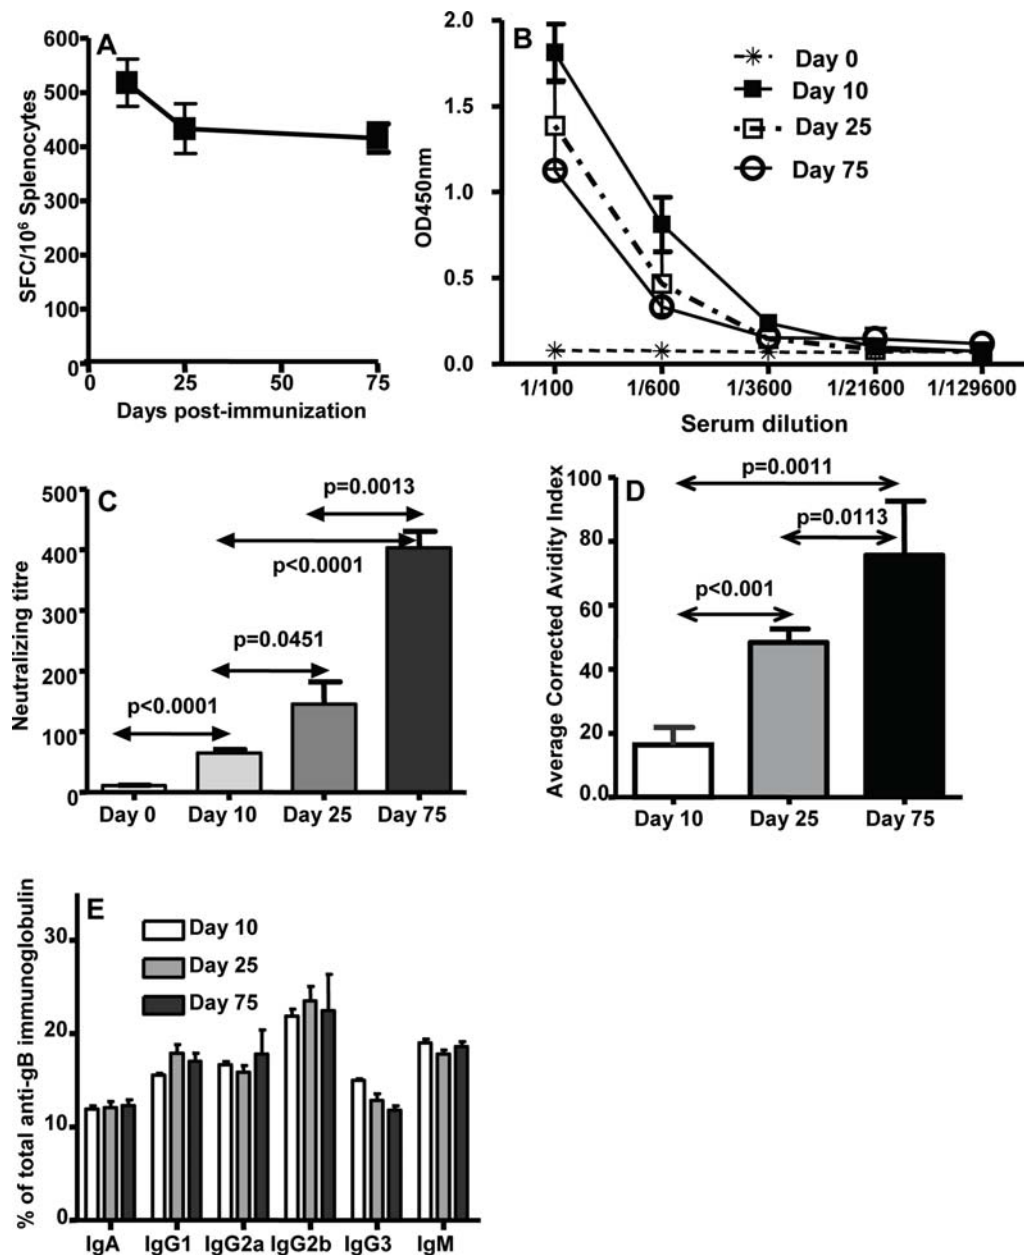 A
600
500
400
300
200
100
0
SFC/10⁶ Splenocytes
0 25 50 75
Days post-immunization
B
2.0
1.5
1.0
0.5
0.0
OD450nm
Day 0
Day 10
Day 25
Day 75
1/100 1/600 1/3600 1/21600 1/129600
Serum dilution
C
500
400
300
200
100
0
Neutralizing titre
p=0.0013
p<0.0001
p=0.0451
p<0.0001
Day 0 Day 10 Day 25 Day 75
D
100
80
60
40
20
0.0
Average Corrected Avidity Index
p=0.0011
p=0.0113
p<0.001
Day 10 Day 25 Day 75
E
30
20
10
0
% of total anti-gB immunoglobulin
Day 10
Day 25
Day 75
IgA IgG1 IgG2a IgG2b IgG3 IgM